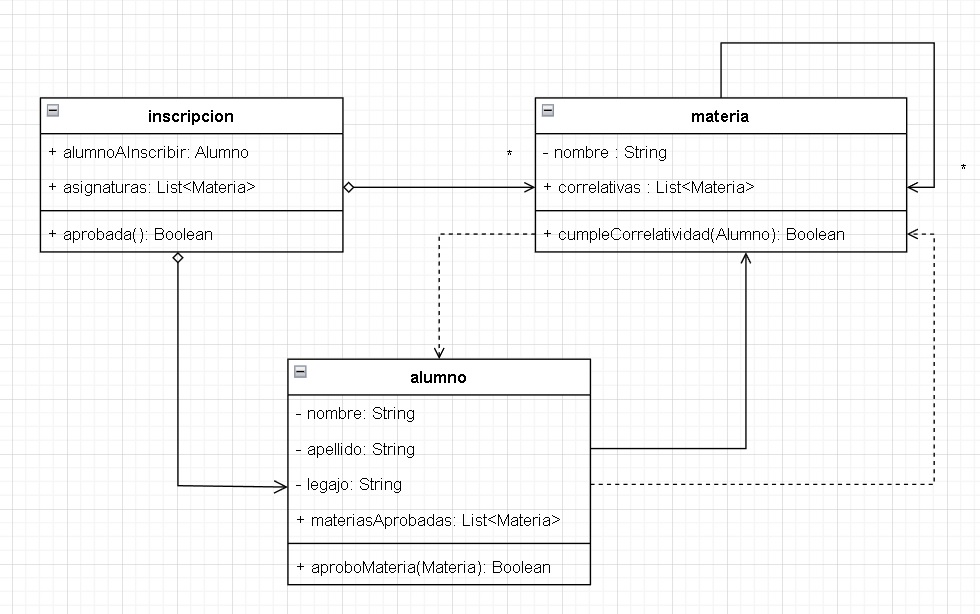 inscripcion
+ alumnoAInscribir: Alumno
+ asignaturas: List<Materia>
+ aprobada(): Boolean
*
materia
- nombre : String
+ correlativas : List<Materia>
+ cumpleCorrelatividad(Alumno): Boolean
*
alumno
- nombre: String
- apellido: String
- legajo: String
+ materiasAprobadas: List<Materia>
+ aproboMateria(Materia): Boolean